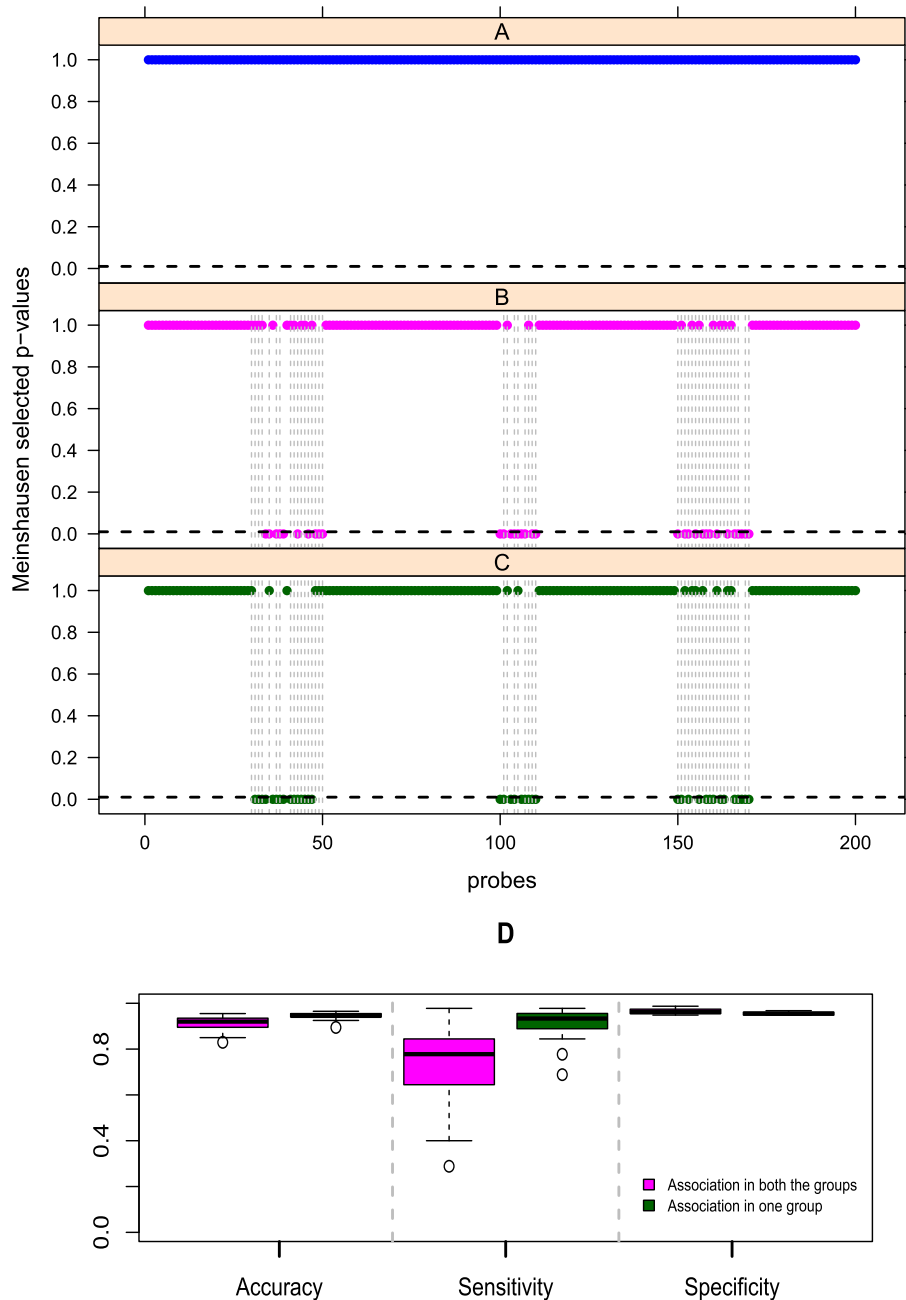 A
1.0
0.8
0.6
0.4
0.2
0.0
B
1.0
0.8
0.6
0.4
0.2
0.0
C
1.0
0.8
0.6
0.4
0.2
0.0
Meinshausen selected p−values
0 50 100 150 200
probes
D
0.8
0.4
0.0
Association in both the groups
Association in one group
Accuracy Sensitivity Specificity